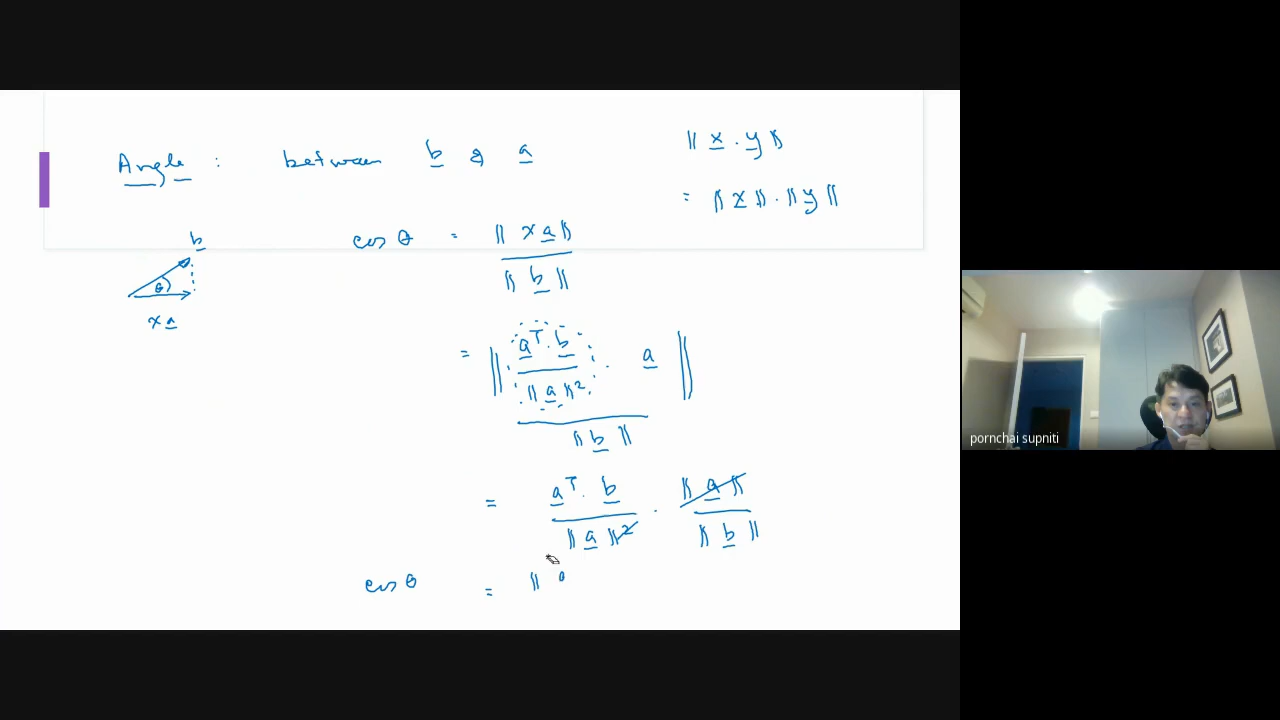 Angle : between b & a
‖ x · y ‖
= ‖ x ‖ · ‖ y ‖
b
θ
x a
cos θ = ‖ x a ‖ / ‖ b ‖
= ‖ aᵀ · b / ‖ a ‖² · a ‖ / ‖ b ‖
= aᵀ · b / ‖ a ‖² · ‖ a ‖ / ‖ b ‖
cos θ = ‖
pornchai supniti